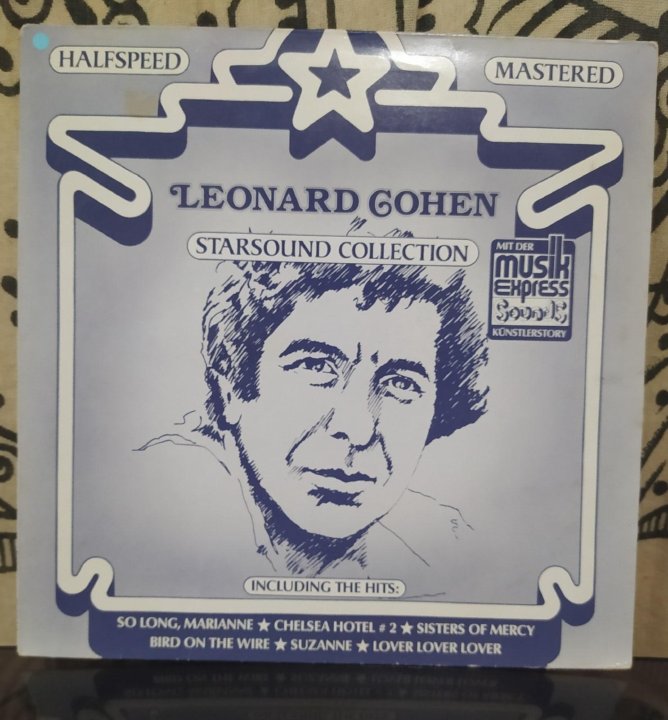 HALFSPEED
MASTERED
LEONARD COHEN
STARSOUND COLLECTION
MIT DER
musik
EXPRESS
Sounds
KÜNSTLERSTORY
INCLUDING THE HITS:
SO LONG, MARIANNE ★ CHELSEA HOTEL # 2 ★ SISTERS OF MERCY
BIRD ON THE WIRE ★ SUZANNE ★ LOVER LOVER LOVER